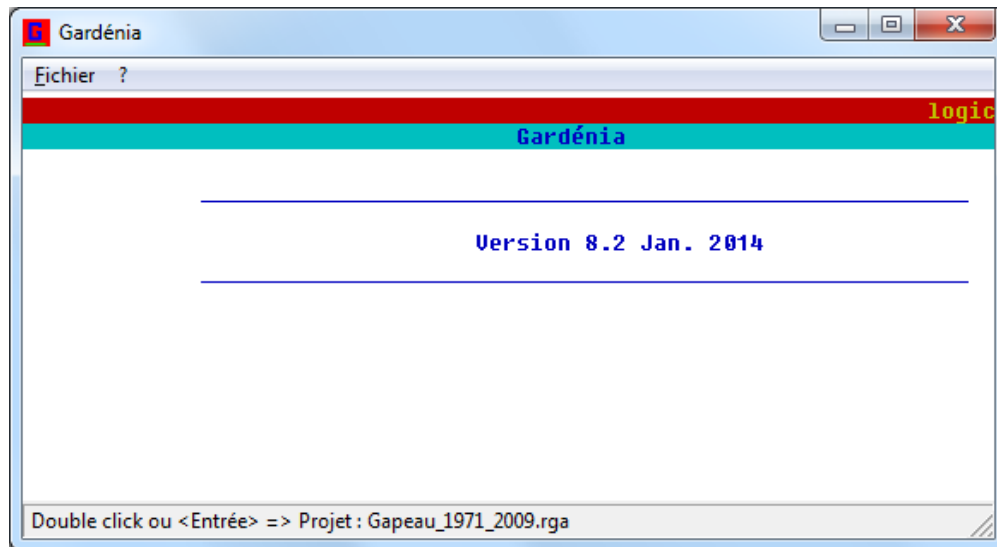 G Gardénia
Fichier ?
logic
Gardénia
Version 8.2 Jan. 2014
Double click ou <Entrée> => Projet : Gapeau_1971_2009.rga